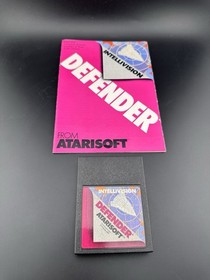 INTELLIVISION
DEFENDER
FROM
ATARISOFT
INTELLIVISION
DEFENDER
ATARISOFT